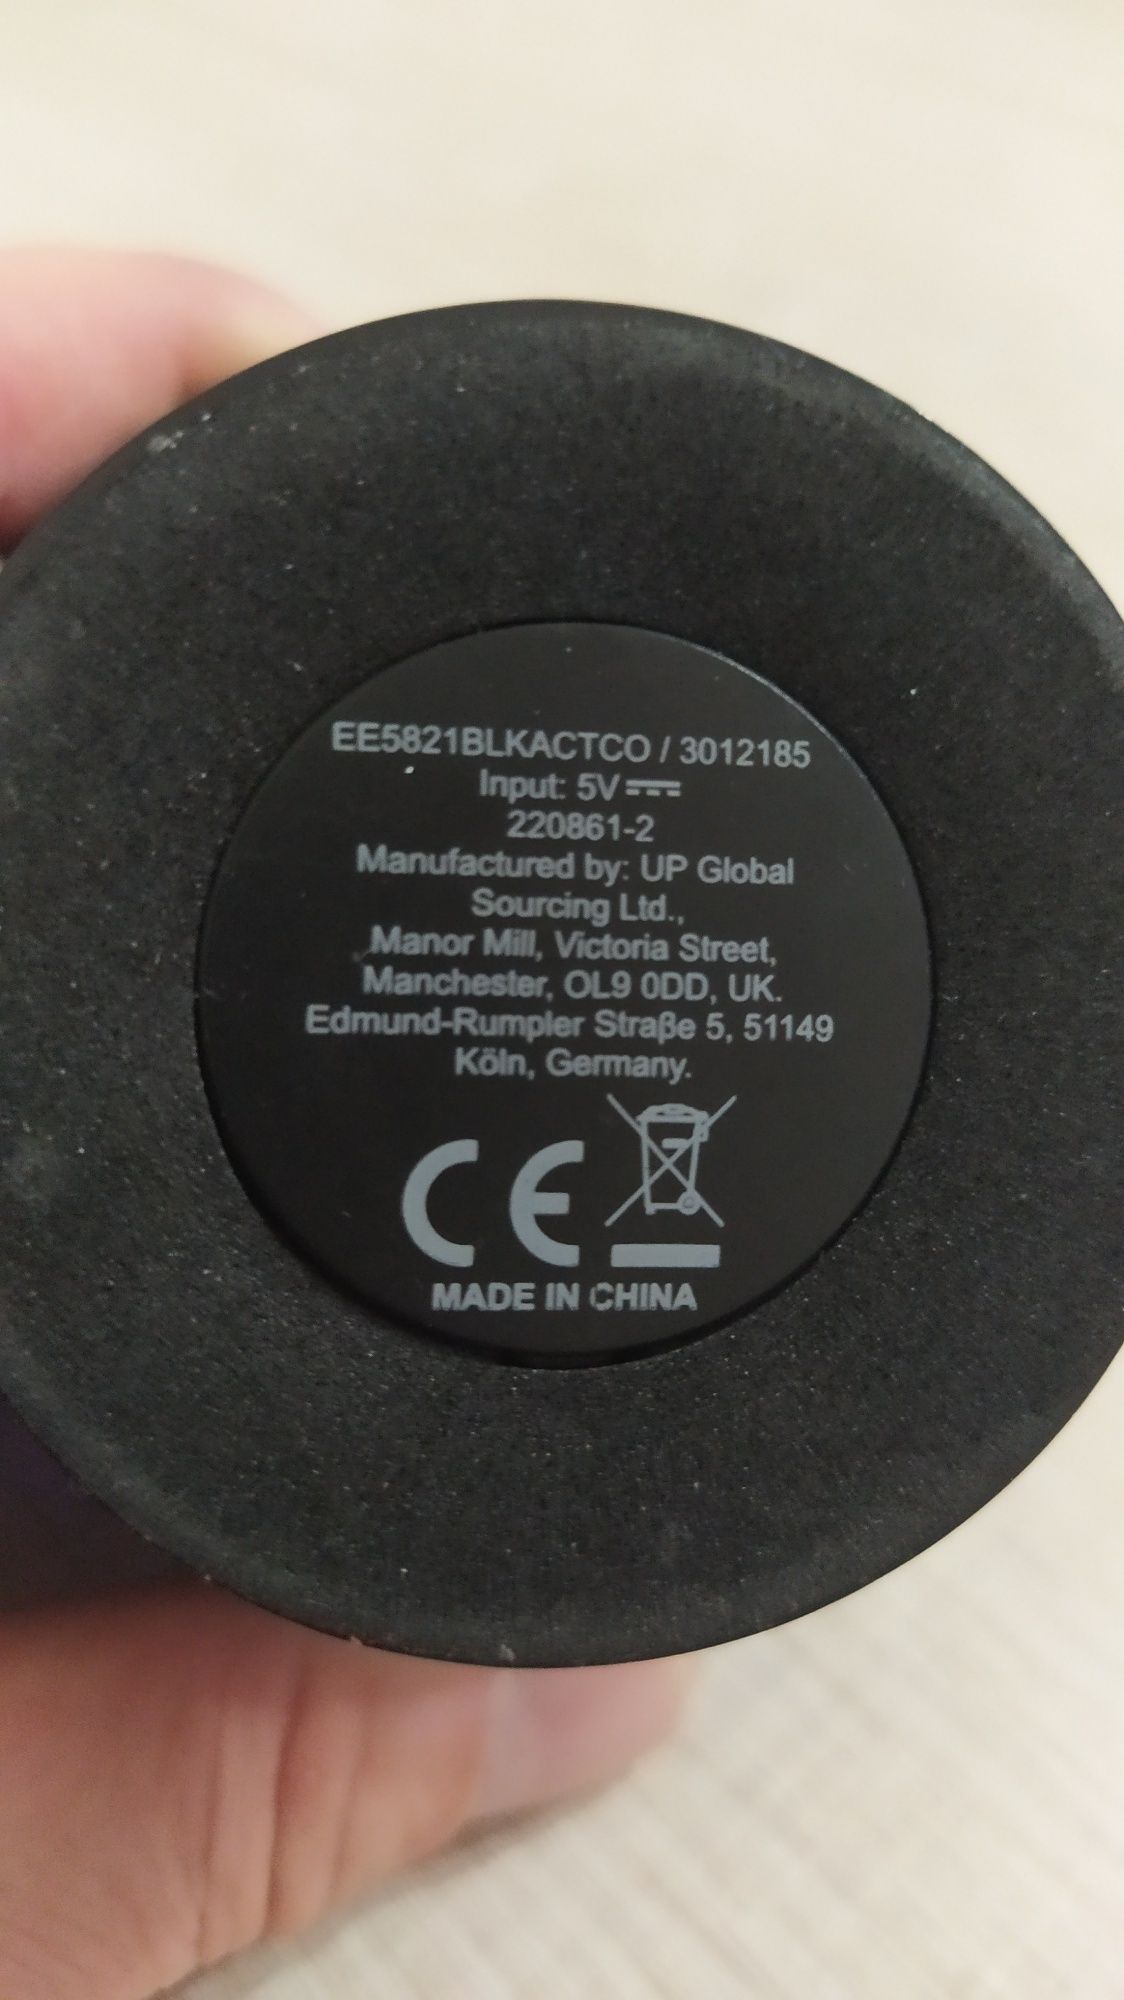 EE5821BLKACTCO / 3012185
Input: 5V⎓
220861-2
Manufactured by: UP Global
Sourcing Ltd.,
Manor Mill, Victoria Street,
Manchester, OL9 0DD, UK.
Edmund-Rumpler Straβe 5, 51149
Köln, Germany.
CE
MADE IN CHINA